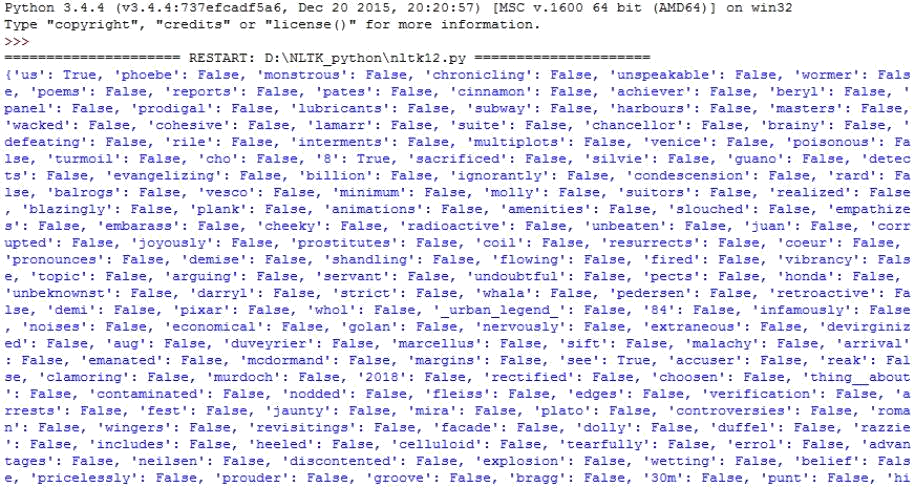 Python 3.4.4 (v3.4.4:737efcadf5a6, Dec 20 2015, 20:20:57) [MSC v.1600 64 bit (AMD64)] on win32
Type "copyright", "credits" or "license()" for more information.
>>>
===================== RESTART: D:\NLTK_python\nltk12.py =====================
{'us': True, 'phoebe': False, 'monstrous': False, 'chronicling': False, 'unspeakable': False, 'wormer': Fals
e, 'poems': False, 'reports': False, 'pates': False, 'cinnamon': False, 'achiever': False, 'beryl': False, '
panel': False, 'prodigal': False, 'lubricants': False, 'subway': False, 'harbours': False, 'masters': False,
'wacked': False, 'cohesive': False, 'lamarr': False, 'suite': False, 'chancellor': False, 'brainy': False, '
defeating': False, 'rile': False, 'interments': False, 'multiplots': False, 'venice': False, 'poisonous': Fa
lse, 'turmoil': False, 'cho': False, '8': True, 'sacrificed': False, 'silvie': False, 'guano': False, 'detec
ts': False, 'evangelizing': False, 'billion': False, 'ignorantly': False, 'condescension': False, 'rard': Fa
lse, 'balrogs': False, 'vesco': False, 'minimum': False, 'molly': False, 'suitors': False, 'realized': False
, 'blazingly': False, 'plank': False, 'animations': False, 'amenities': False, 'slouched': False, 'empathize
s': False, 'embarass': False, 'cheeky': False, 'radioactive': False, 'unbeaten': False, 'juan': False, 'corr
upted': False, 'joyously': False, 'prostitutes': False, 'coil': False, 'resurrects': False, 'coeur': False,
'pronounces': False, 'demise': False, 'shandling': False, 'flowing': False, 'fired': False, 'vibrancy': Fals
e, 'topic': False, 'arguing': False, 'servant': False, 'undoubtful': False, 'pects': False, 'honda': False,
'unbeknownst': False, 'darryl': False, 'strict': False, 'whala': False, 'pedersen': False, 'retroactive': Fa
lse, 'demi': False, 'pixar': False, 'whol': False, '_urban_legend_': False, '84': False, 'infamously': False
, 'noises': False, 'economical': False, 'golan': False, 'nervously': False, 'extraneous': False, 'devirginiz
ed': False, 'aug': False, 'duveyrier': False, 'marcellus': False, 'sift': False, 'malachy': False, 'arrival'
: False, 'emanated': False, 'mcdormand': False, 'margins': False, 'see': True, 'accuser': False, 'reak': Fal
se, 'clamoring': False, 'murdoch': False, '2018': False, 'rectified': False, 'choosen': False, 'thing__about
': False, 'contaminated': False, 'nodded': False, 'fleiss': False, 'edges': False, 'verification': False, 'a
rrests': False, 'fest': False, 'jaunty': False, 'mira': False, 'plato': False, 'controversies': False, 'roma
n': False, 'wingers': False, 'revisitings': False, 'facade': False, 'dolly': False, 'duffel': False, 'razzie
': False, 'includes': False, 'heeled': False, 'celluloid': False, 'tearfully': False, 'errol': False, 'advan
tages': False, 'neilsen': False, 'discontented': False, 'explosion': False, 'wetting': False, 'belief': Fals
e, 'pricelessly': False, 'prouder': False, 'groove': False, 'bragg': False, '30m': False, 'punt': False, 'hi